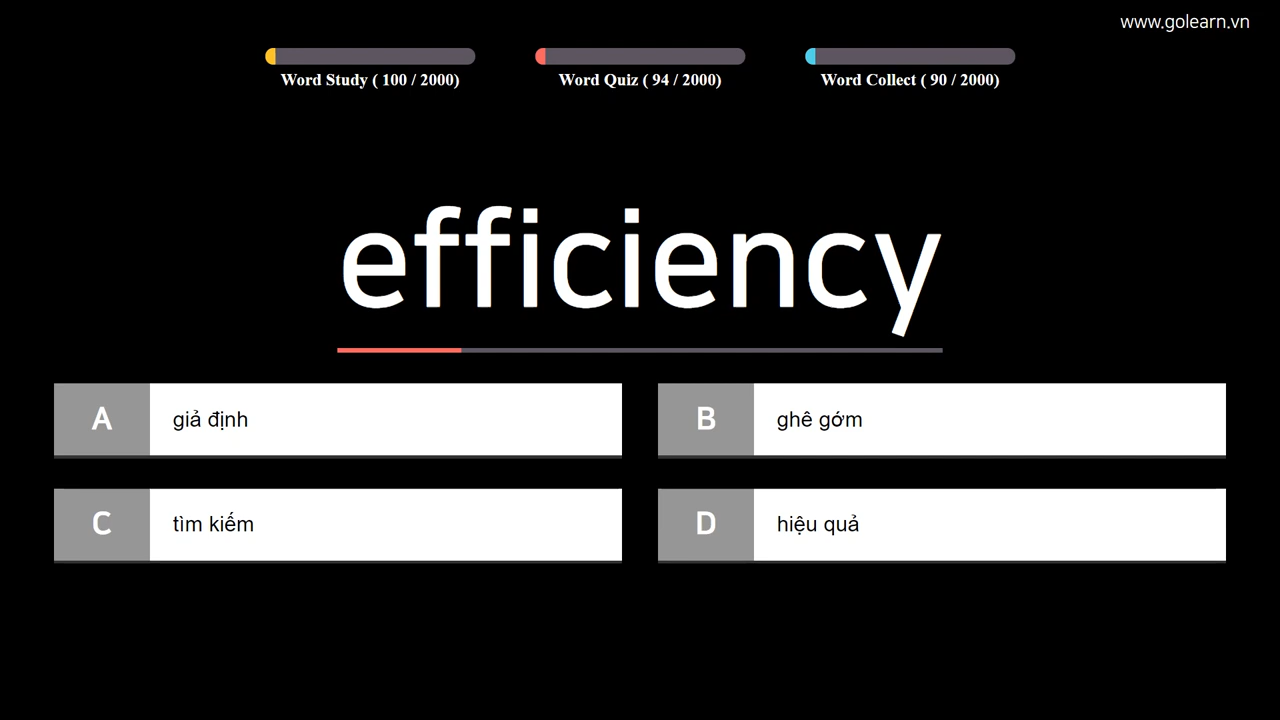 www.golearn.vn
Word Study ( 100 / 2000)
Word Quiz ( 94 / 2000)
Word Collect ( 90 / 2000)
efficiency
A giả định
B ghê gớm
C tìm kiếm
D hiệu quả